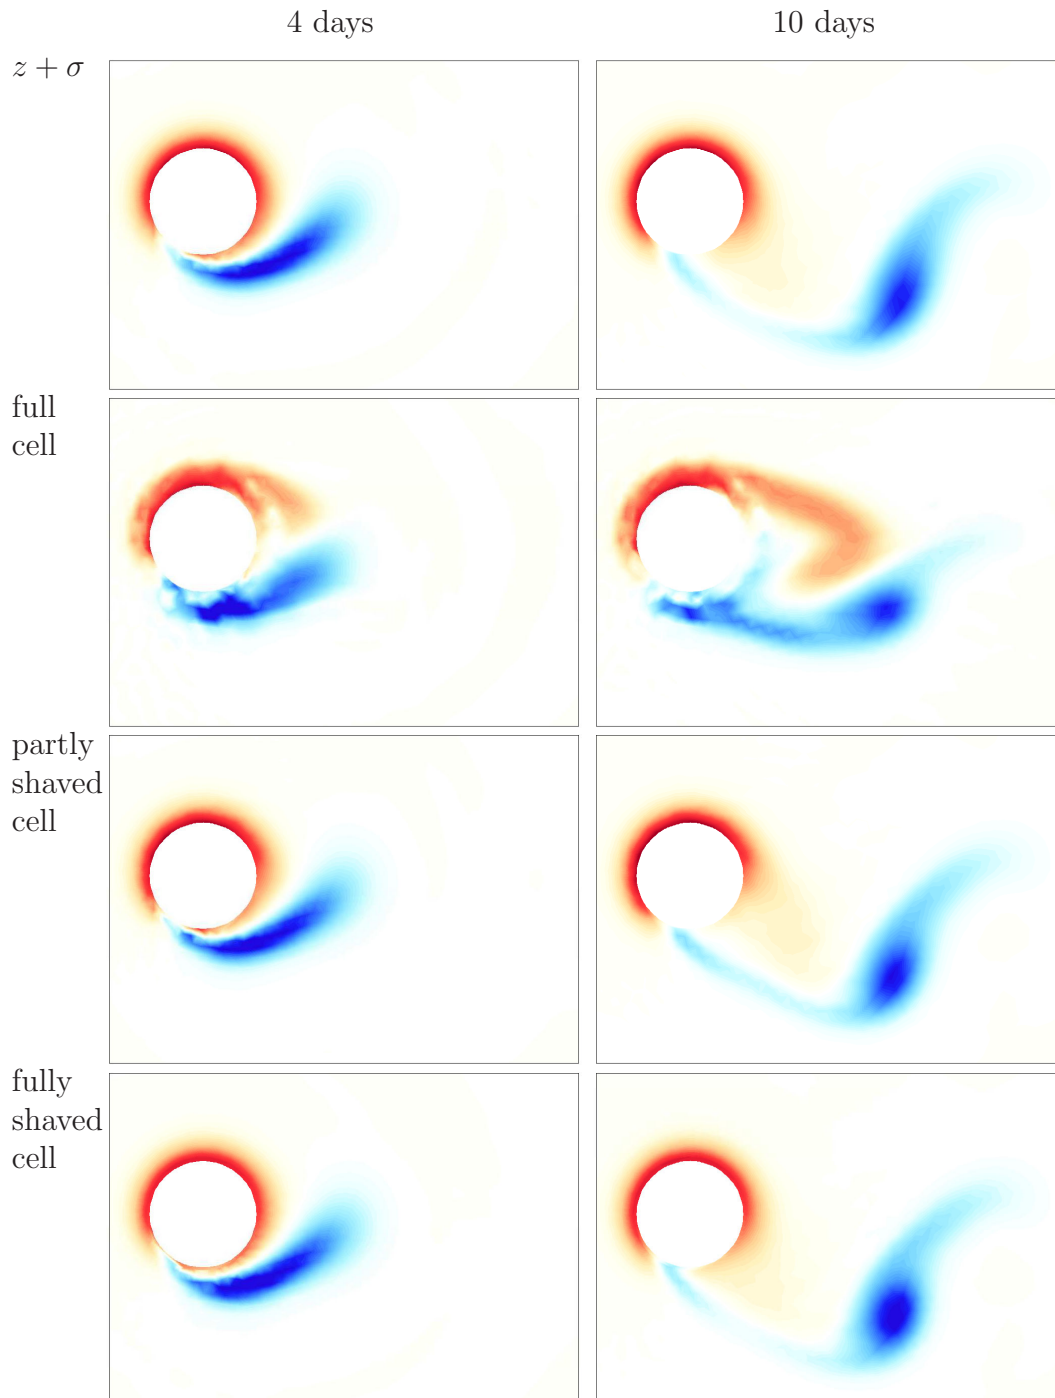 4 days
10 days
z + σ
full
cell
partly
shaved
cell
fully
shaved
cell